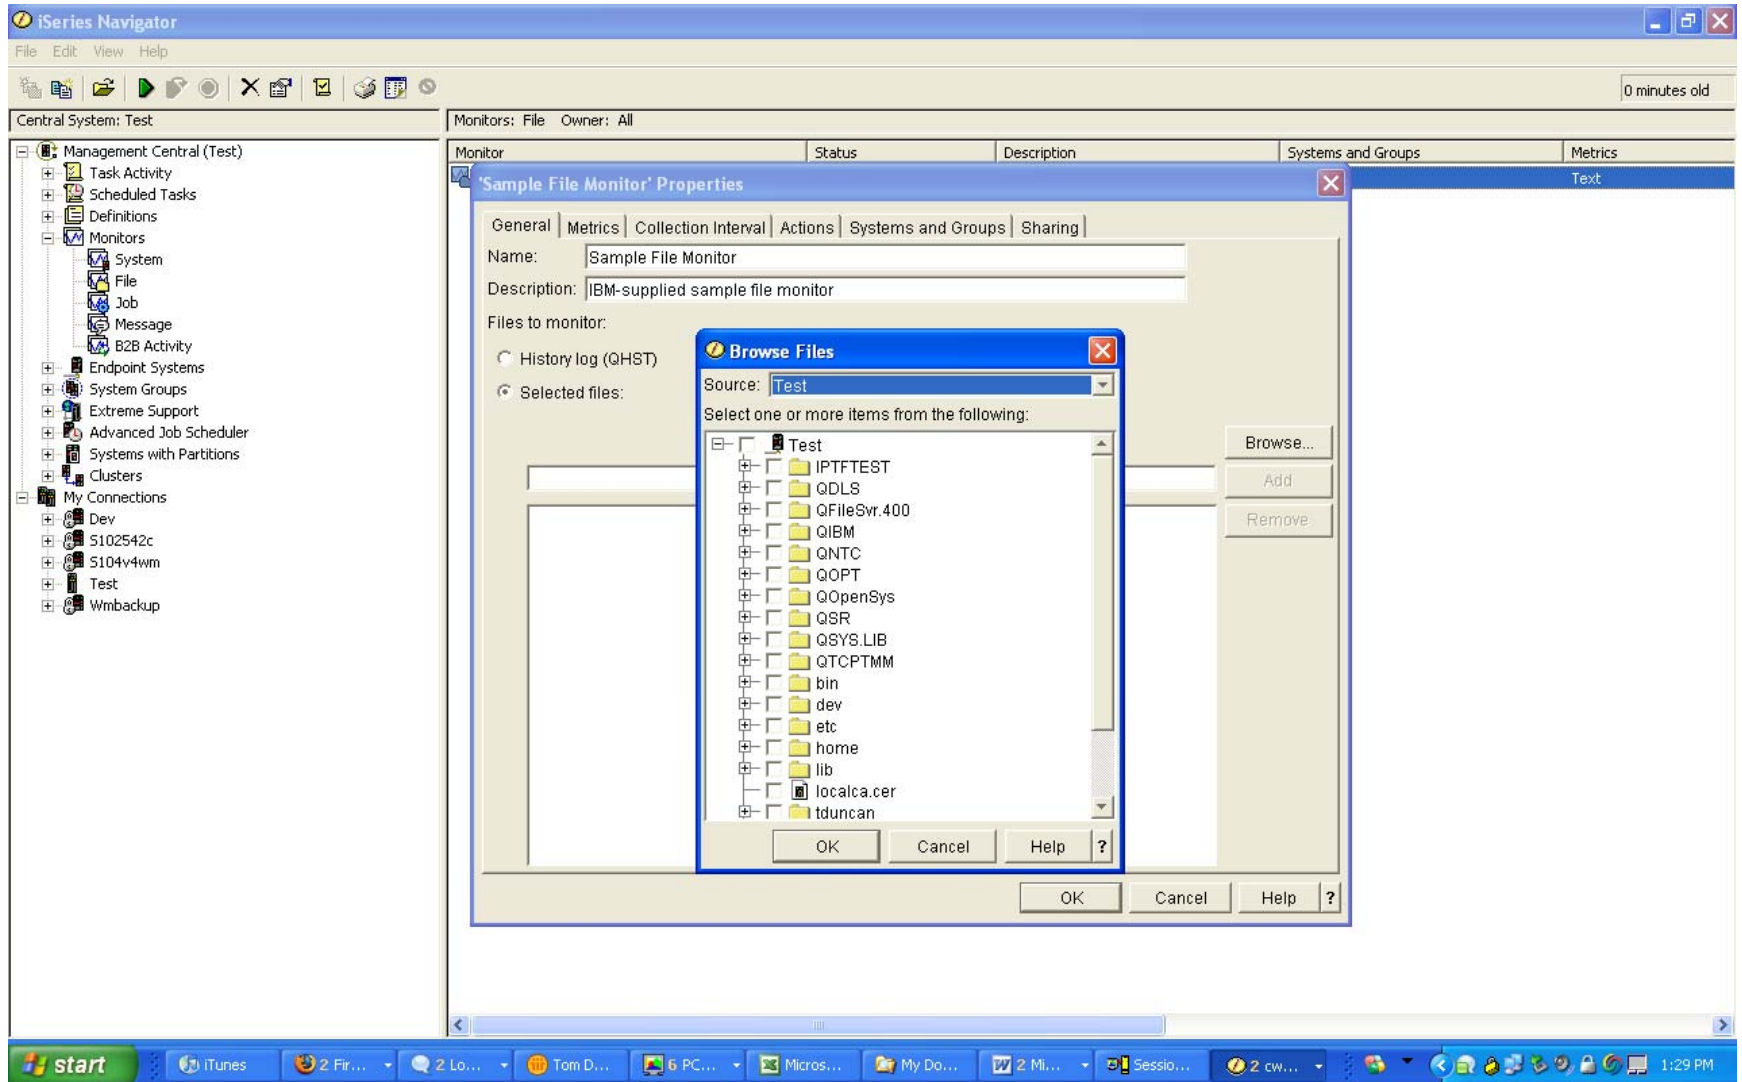 iSeries Navigator
File Edit View Help
0 minutes old
Central System: Test
Monitors: File Owner: All
Management Central (Test)
Task Activity
Scheduled Tasks
Definitions
Monitors
System
File
Job
Message
B2B Activity
Endpoint Systems
System Groups
Extreme Support
Advanced Job Scheduler
Systems with Partitions
Clusters
My Connections
Dev
S102542c
S104v4wm
Test
Wmbackup
Monitor Status Description Systems and Groups Metrics
Text
'Sample File Monitor' Properties
General Metrics Collection Interval Actions Systems and Groups Sharing
Name: Sample File Monitor
Description: IBM-supplied sample file monitor
Files to monitor:
History log (QHST)
Selected files:
Browse...
Add
Remove
Browse Files
Source: Test
Select one or more items from the following:
Test
IPTFTEST
QDLS
QFileSvr.400
QIBM
QNTC
QOPT
QOpenSys
QSR
QSYS.LIB
QTCPTMM
bin
dev
etc
home
lib
localca.cer
tduncan
OK Cancel Help ?
OK Cancel Help ?
start iTunes 2 Fir... 2 Lo... Tom D... 6 PC... Micros... My Do... 2 Mi... Sessio... 2 cw... 1:29 PM